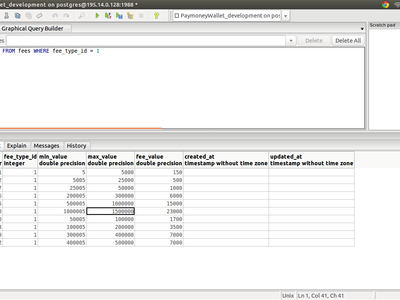 et_development on postgres@195.14.0.128:1988 *
PaymoneyWallet_development on pos
Graphical Query Builder
Scratch pad
es
Delete
Delete All
FROM fees WHERE fee_type_id = 1
Explain
Messages
History
fee_type_id min_value max_value fee_value created_at updated_at
integer double precision double precision double precision timestamp without time zone timestamp without time zone
1 5 5000 150
1 5005 25000 500
1 25005 50000 1000
1 200005 300000 6000
1 500005 1000000 15000
1 1000005 1500000 23000
1 50005 100000 1700
1 100005 200000 3500
1 300005 400000 7000
1 400005 500000 7000
Unix Ln 1, Col 41, Ch 41